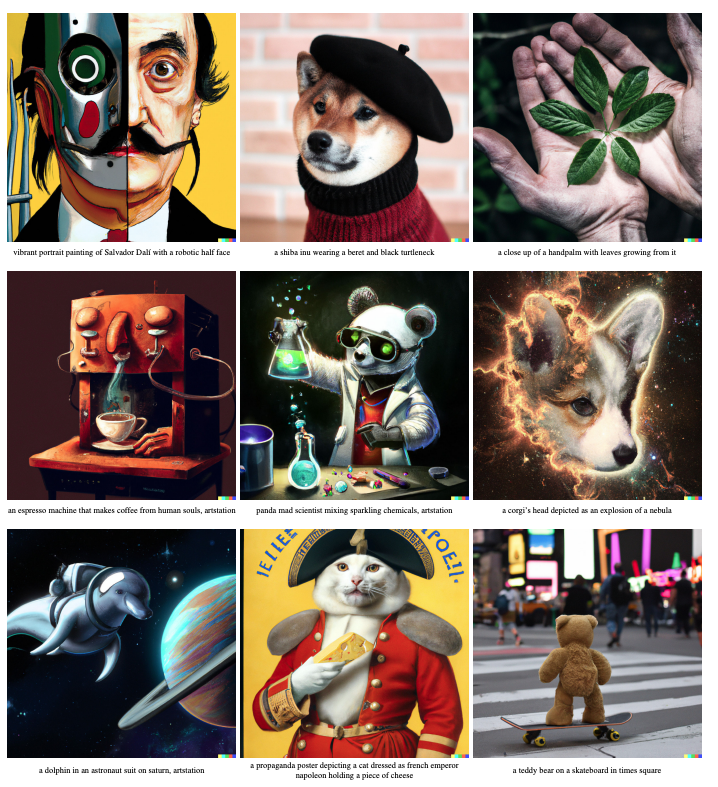 vibrant portrait painting of Salvador Dalí with a robotic half face
a shiba inu wearing a beret and black turtleneck
a close up of a handpalm with leaves growing from it
an espresso machine that makes coffee from human souls, artstation
panda mad scientist mixing sparkling chemicals, artstation
a corgi's head depicted as an explosion of a nebula
a dolphin in an astronaut suit on saturn, artstation
a propaganda poster depicting a cat dressed as french emperor
napoleon holding a piece of cheese
a teddy bear on a skateboard in times square